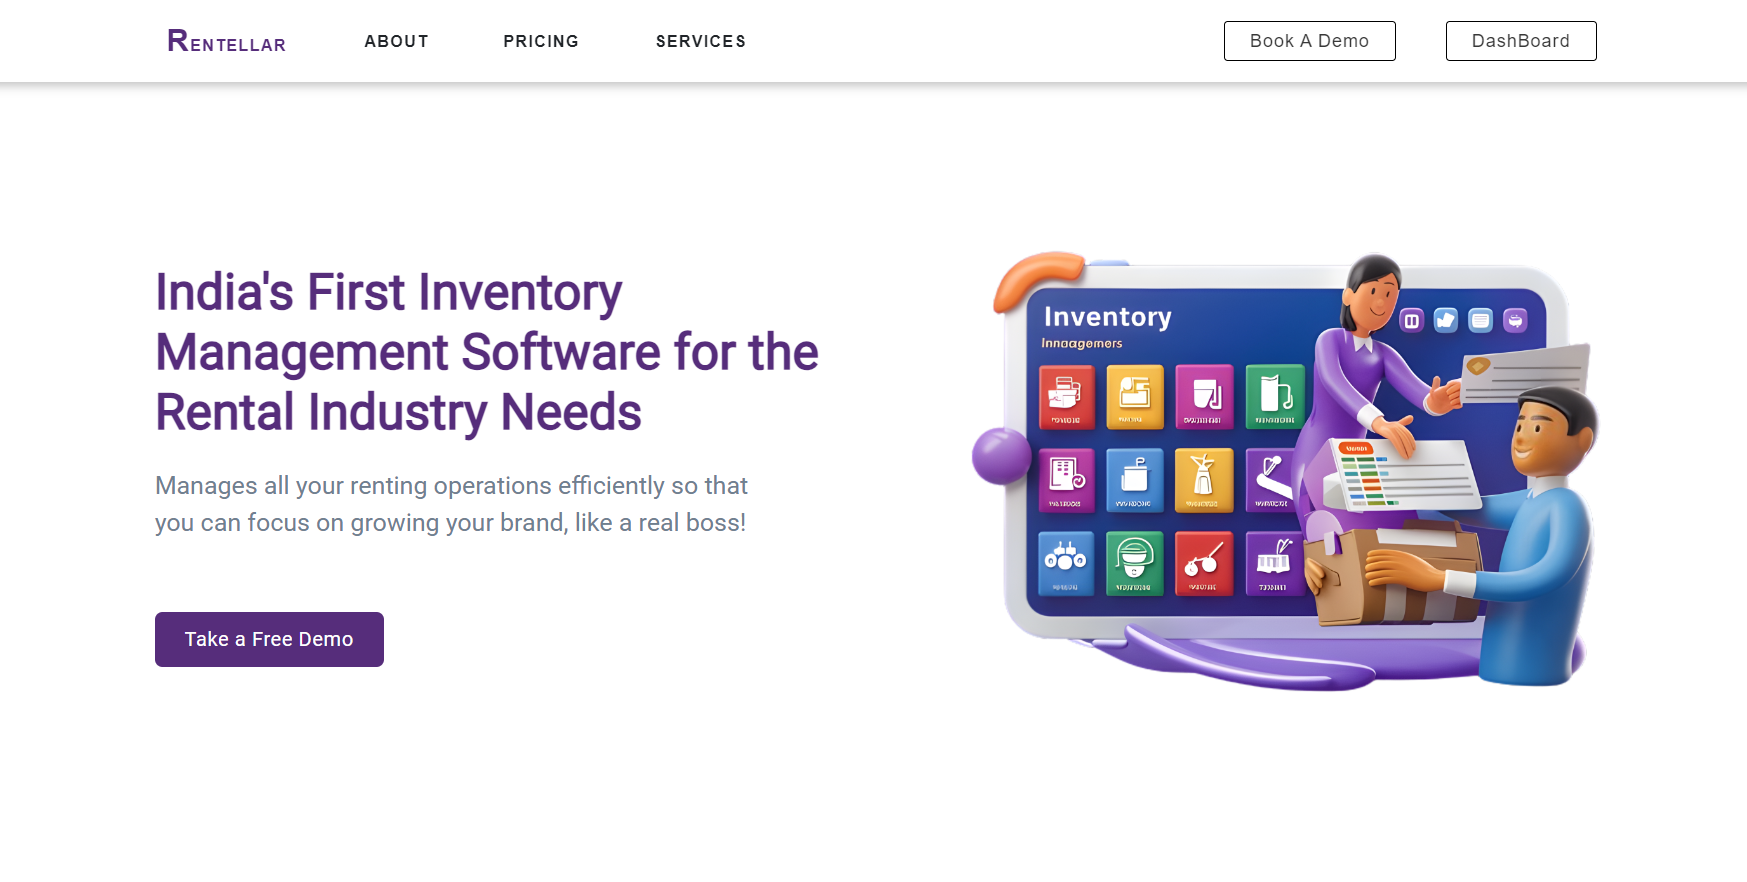 RENTELLAR
ABOUT
PRICING
SERVICES
Book A Demo
DashBoard
India's First Inventory
Management Software for the
Rental Industry Needs
Manages all your renting operations efficiently so that
you can focus on growing your brand, like a real boss!
Take a Free Demo
Inventory
Innaagemors